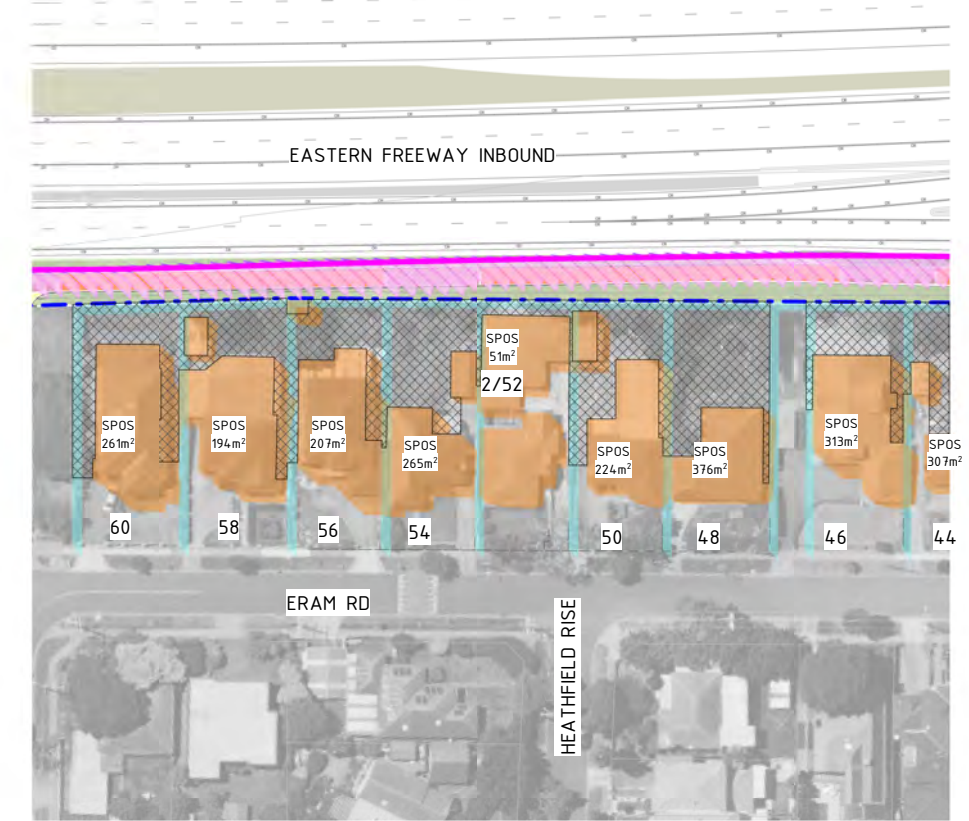 EASTERN FREEWAY INBOUND
SPOS
51m²
2/52
SPOS
261m²
SPOS
194m²
SPOS
207m²
SPOS
265m²
SPOS
224m²
SPOS
376m²
SPOS
313m²
SPOS
307m²
60
58
56
54
50
48
46
44
ERAM RD
HEATHFIELD RISE